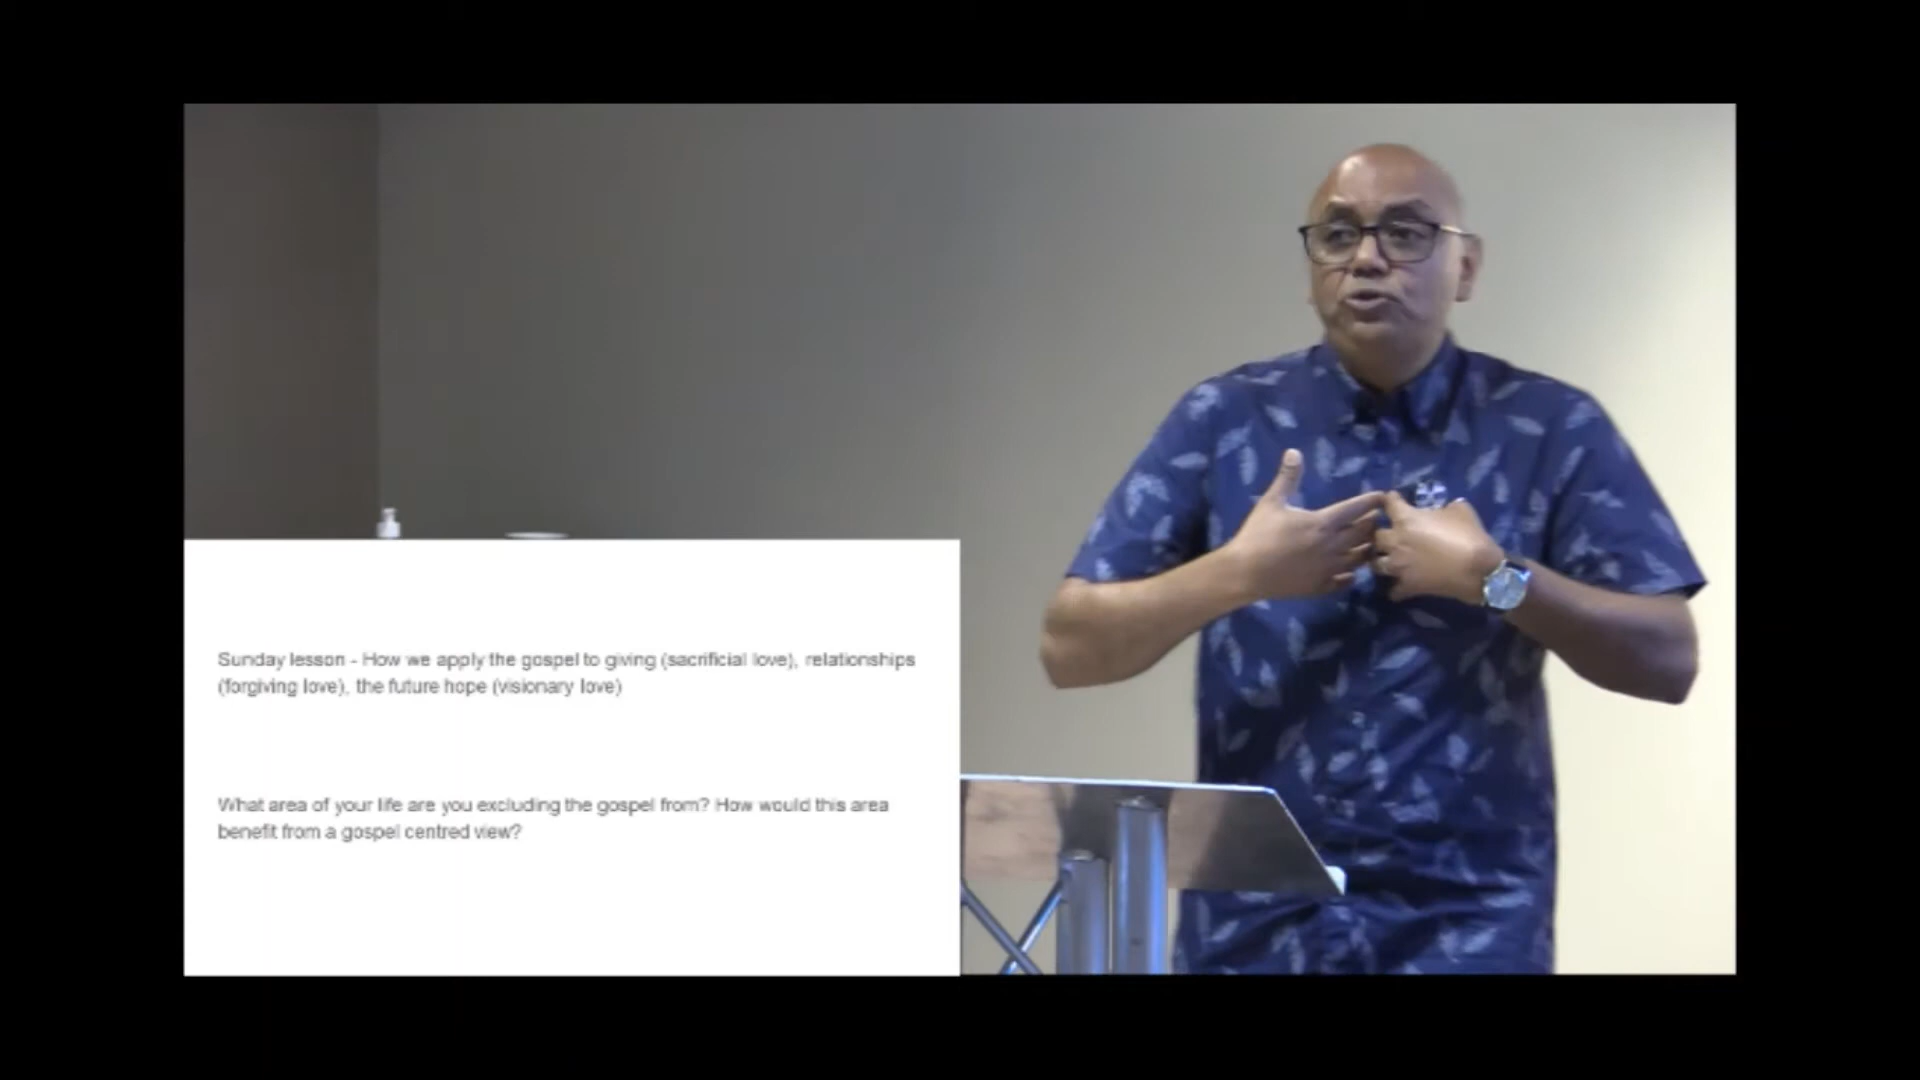 Sunday lesson - How we apply the gospel to giving (sacrificial love), relationships
(forgiving love), the future hope (visionary love)
What area of your life are you excluding the gospel from? How would this area
benefit from a gospel centred view?